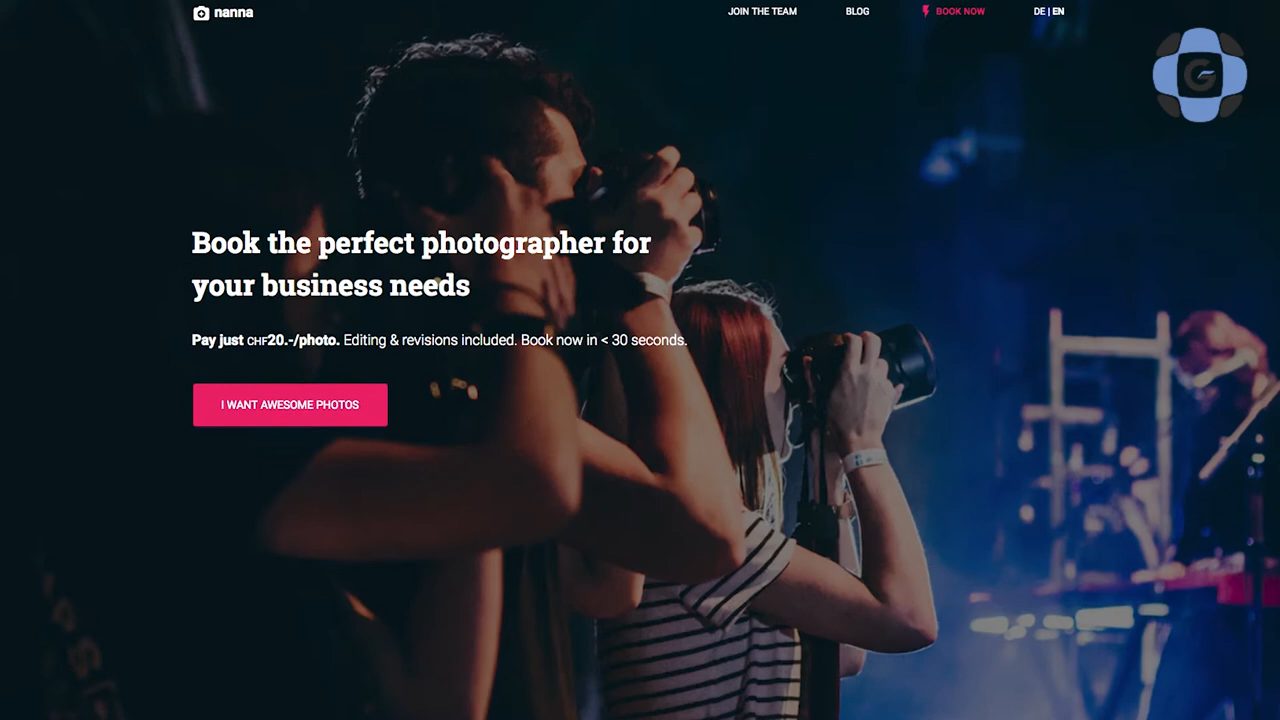 nanna
JOIN THE TEAM
BLOG
BOOK NOW
DE | EN
G
Book the perfect photographer for
your business needs
Pay just CHF20.-/photo. Editing & revisions included. Book now in < 30 seconds.
I WANT AWESOME PHOTOS